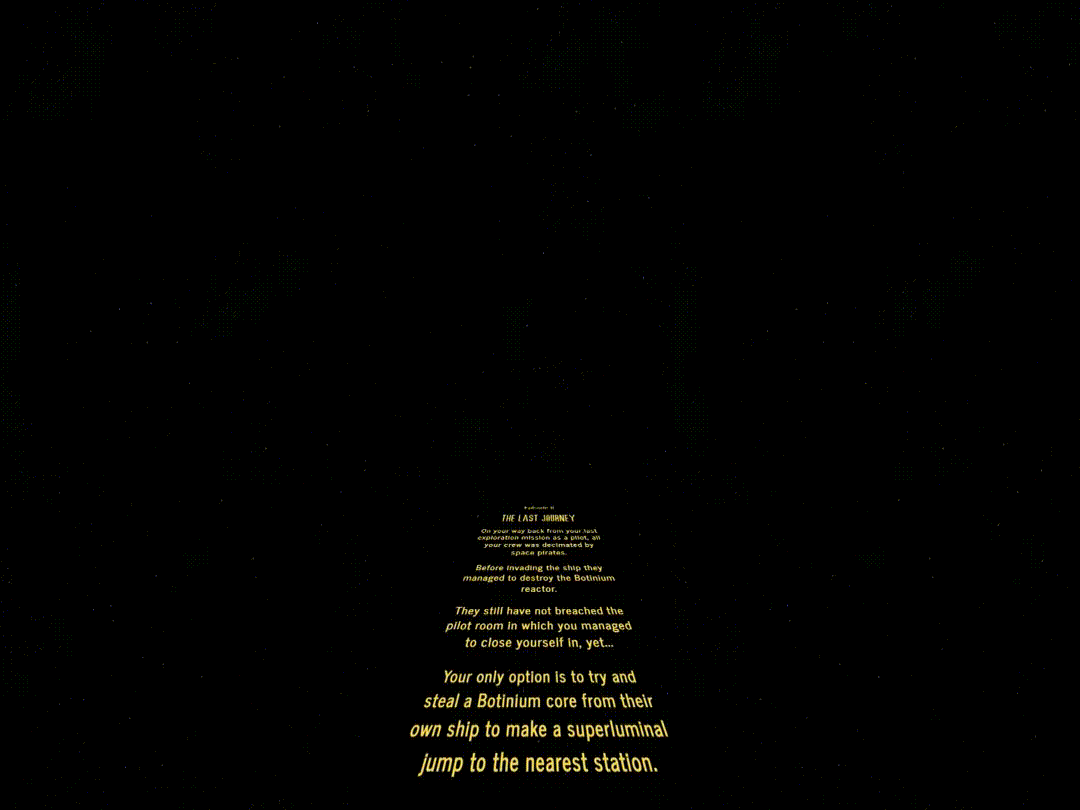 THE LAST JOURNEY
On your way back from your last
exploration mission as a pilot, all
your crew was decimated by
space pirates.
Before invading the ship they
managed to destroy the Botinium
reactor.
They still have not breached the
pilot room in which you managed
to close yourself in, yet...
Your only option is to try and
steal a Botinium core from their
own ship to make a superluminal
jump to the nearest station.